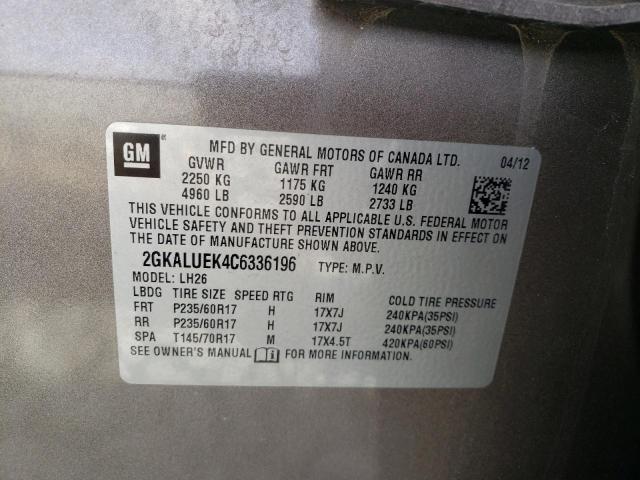 GM
MFD BY GENERAL MOTORS OF CANADA LTD. 04/12
GVWR GAWR FRT GAWR RR
2250 KG 1175 KG 1240 KG
4960 LB 2590 LB 2733 LB
THIS VEHICLE CONFORMS TO ALL APPLICABLE U.S. FEDERAL MOTOR
VEHICLE SAFETY AND THEFT PREVENTION STANDARDS IN EFFECT ON
THE DATE OF MANUFACTURE SHOWN ABOVE.
2GKALUEK4C6336196 TYPE: M.P.V.
MODEL: LH26
LBDG TIRE SIZE SPEED RTG RIM COLD TIRE PRESSURE
FRT P235/60R17 H 17X7J 240KPA(35PSI)
RR P235/60R17 H 17X7J 240KPA(35PSI)
SPA T145/70R17 M 17X4.5T 420KPA(60PSI)
SEE OWNER'S MANUAL FOR MORE INFORMATION.